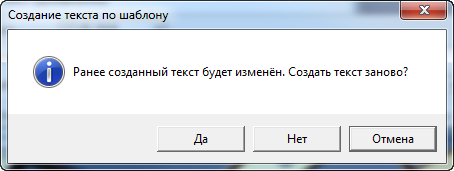 Создание текста по шаблону
Ранее созданный текст будет изменён. Создать текст заново?
Да
Нет
Отмена